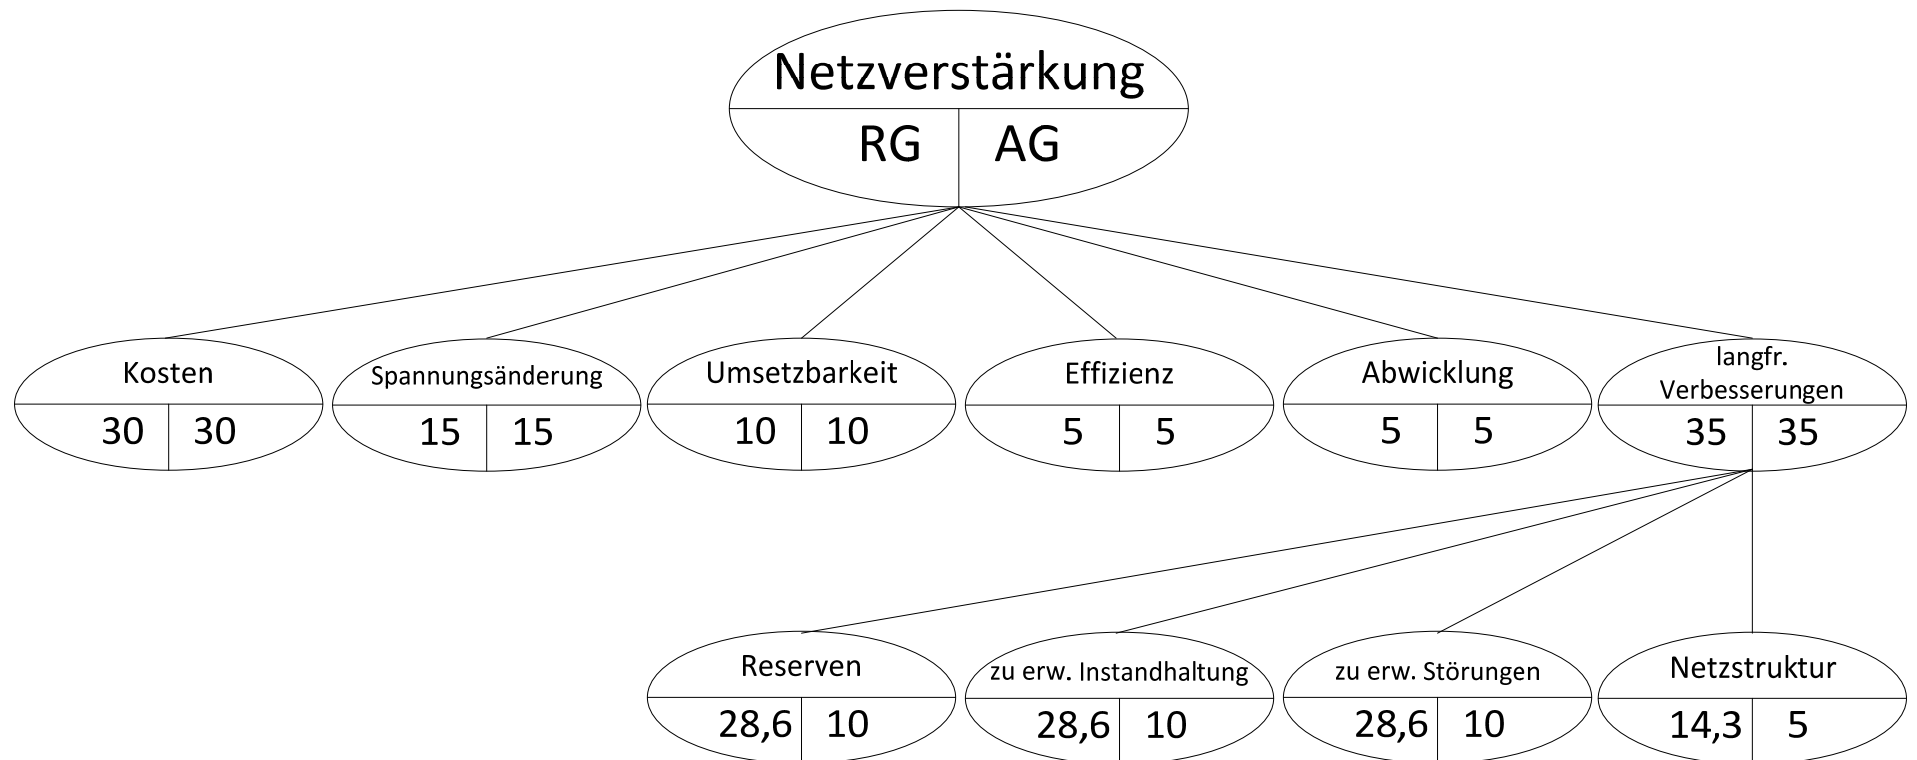 Netzverstärkung
RG AG
Kosten
30 30
Spannungsänderung
15 15
Umsetzbarkeit
10 10
Effizienz
5 5
Abwicklung
5 5
langfr.
Verbesserungen
35 35
Reserven
28,6 10
zu erw. Instandhaltung
28,6 10
zu erw. Störungen
28,6 10
Netzstruktur
14,3 5